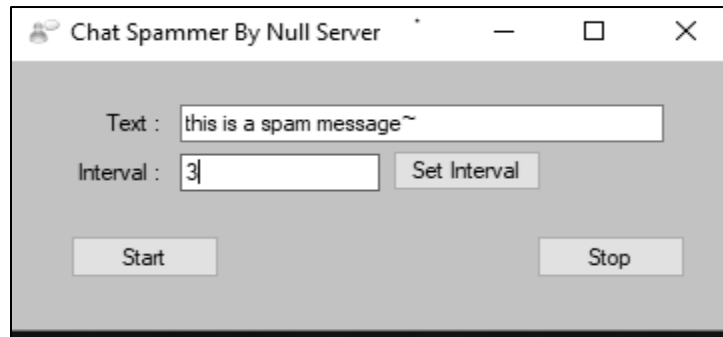 Chat Spammer By Null Server
Text : this is a spam message~
Interval : 3 Set Interval
Start Stop